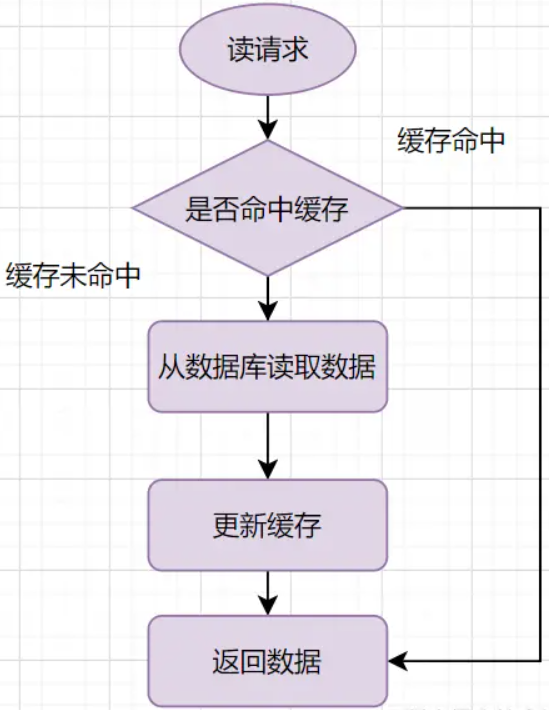 读请求
缓存命中
是否命中缓存
缓存未命中
从数据库读取数据
更新缓存
返回数据